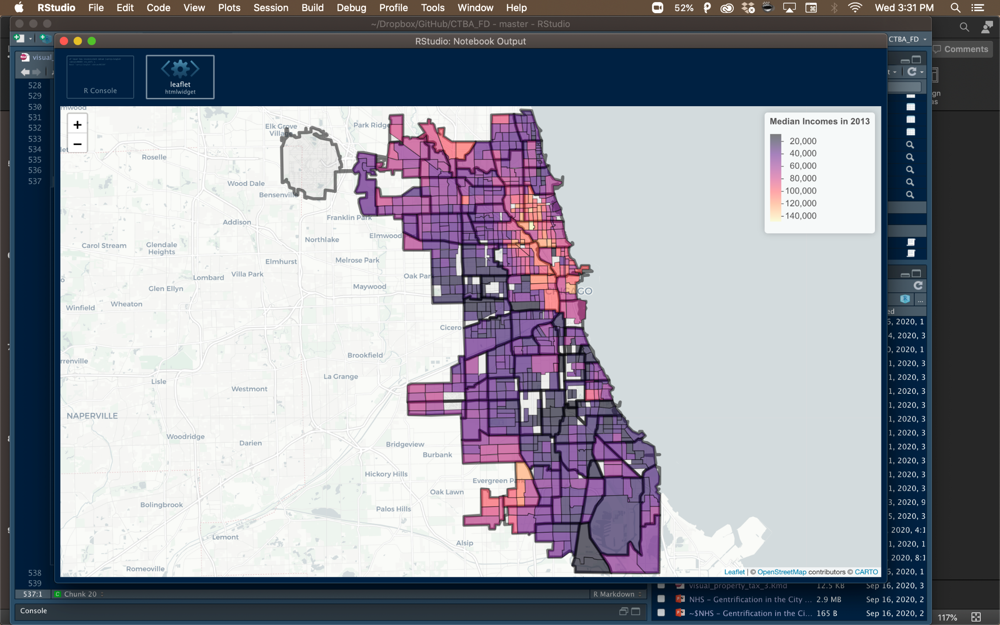 RStudio File Edit Code View Plots Session Build Debug Profile Tools Window Help 52% Wed 3:31 PM
~/Dropbox/GitHub/CTBA_FD - master - RStudio
RStudio: Notebook Output
CTBA_FD
Comments
visual_
R Console
leaflet
htmlwidget
528
529
530
531
532
533
534
535
536
537
538
539
+
−
Median Incomes in 2013
20,000
40,000
60,000
80,000
100,000
120,000
140,000
mwood
Elk Grove
Village
Park Ridge
Roselle
Wood Dale
Bensenville
Franklin Park
Addison
Elmwood
Northlake
Carol Stream
Glendale
Heights
Elmhurst
Melrose Park
Villa Park
Lombard
Oak Par
Maywood
Glen Ellyn
CHICAGO
Wheaton
Winfield
Cicero
Brookfield
rrenville
La Grange
Lisle
Westmont
NAPERVILLE
Woodridge
Darien
Bridgeview
Burbank
Hickory Hills
Evergreen Park
Oak Lawn
Bolingbrook
Palos Hills
Lemont
Alsip
Romeoville
Leaflet | © OpenStreetMap contributors © CARTO
gn
as
ed
6, 2020, 1
4, 2020, 3
0, 2020, 1
1, 2020, 3
1, 2020, 3
1, 2020, 3
1, 2020, 3
1, 2020, 3
1, 2020, 3
1, 2020, 3
1, 2020, 3
1, 2020, 3
1, 2020, 3
3, 2020, 9
5, 2020, 3
2020, 4:1
1, 2020, 1
2020, 8:1
6, 2020, 1
visual_property_tax_3.Rmd 12.5 KB Sep 16, 2020, 3
NHS – Gentrification in the City ... 2.9 MB Sep 16, 2020, 2
~$NHS – Gentrification in the Ci... 165 B Sep 16, 2020, 2
537:1 C Chunk 20 R Markdown
Console
117%